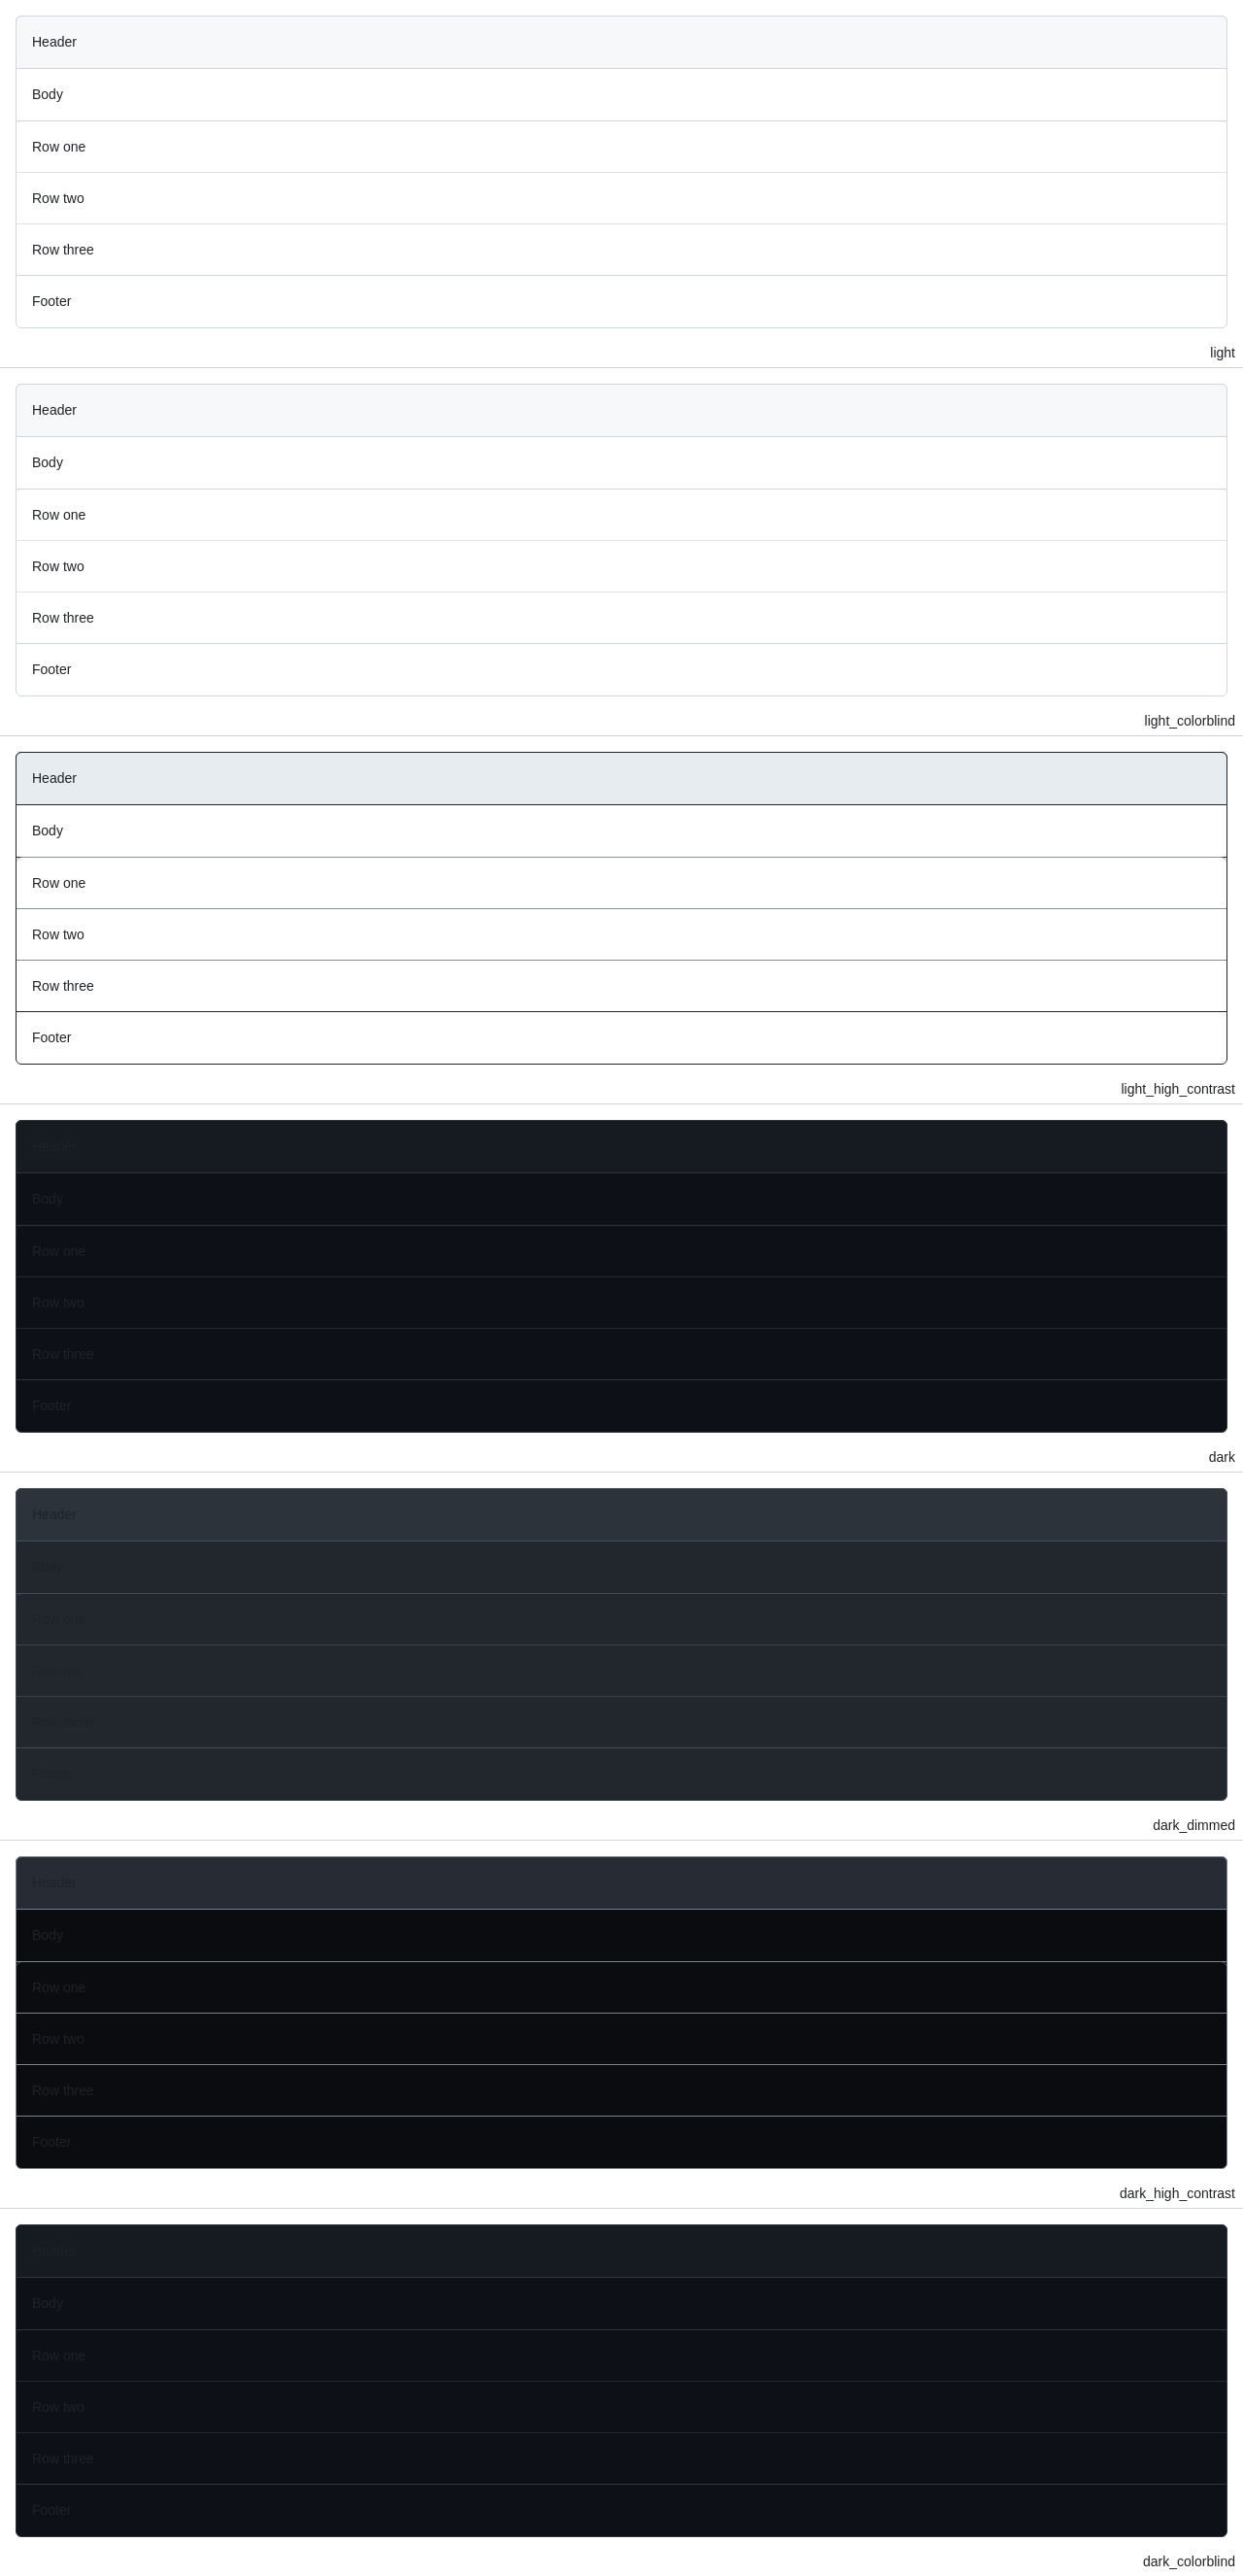 Header
Body
Row one
Row two
Row three
Footer
light
Header
Body
Row one
Row two
Row three
Footer
light_colorblind
Header
Body
Row one
Row two
Row three
Footer
light_high_contrast
Header
Body
Row one
Row two
Row three
Footer
dark
Header
Body
Row one
Row two
Row three
Footer
dark_dimmed
Header
Body
Row one
Row two
Row three
Footer
dark_high_contrast
Header
Body
Row one
Row two
Row three
Footer
dark_colorblind